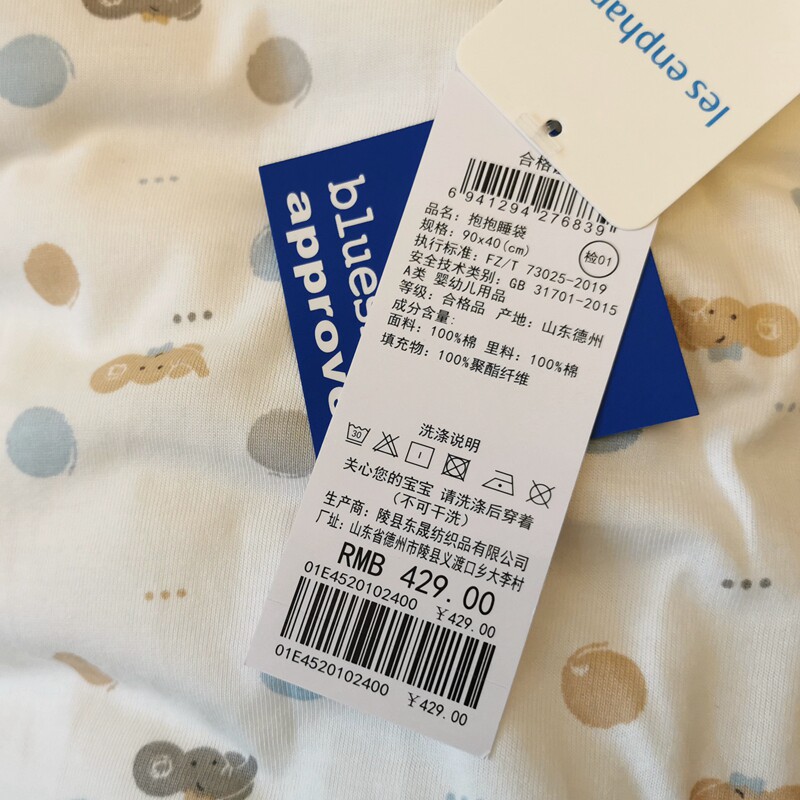 les enphan
blues
approve
合格
6 941294 276839
品名: 抱抱睡袋
规格: 90x40(cm)
检01
执行标准: FZ/T 73025-2019
安全技术类别: GB 31701-2015
A类 婴幼儿用品
等级: 合格品 产地: 山东德州
成分含量:
面料: 100%棉 里料: 100%棉
填充物: 100%聚酯纤维
洗涤说明
30
关心您的宝宝 请洗涤后穿着
(不可干洗)
生产商: 陵县东晟纺织品有限公司
厂址: 山东省德州市陵县义渡口乡大李村
RMB 429.00
01E4520102400 ¥429.00
01E4520102400 ¥429.00